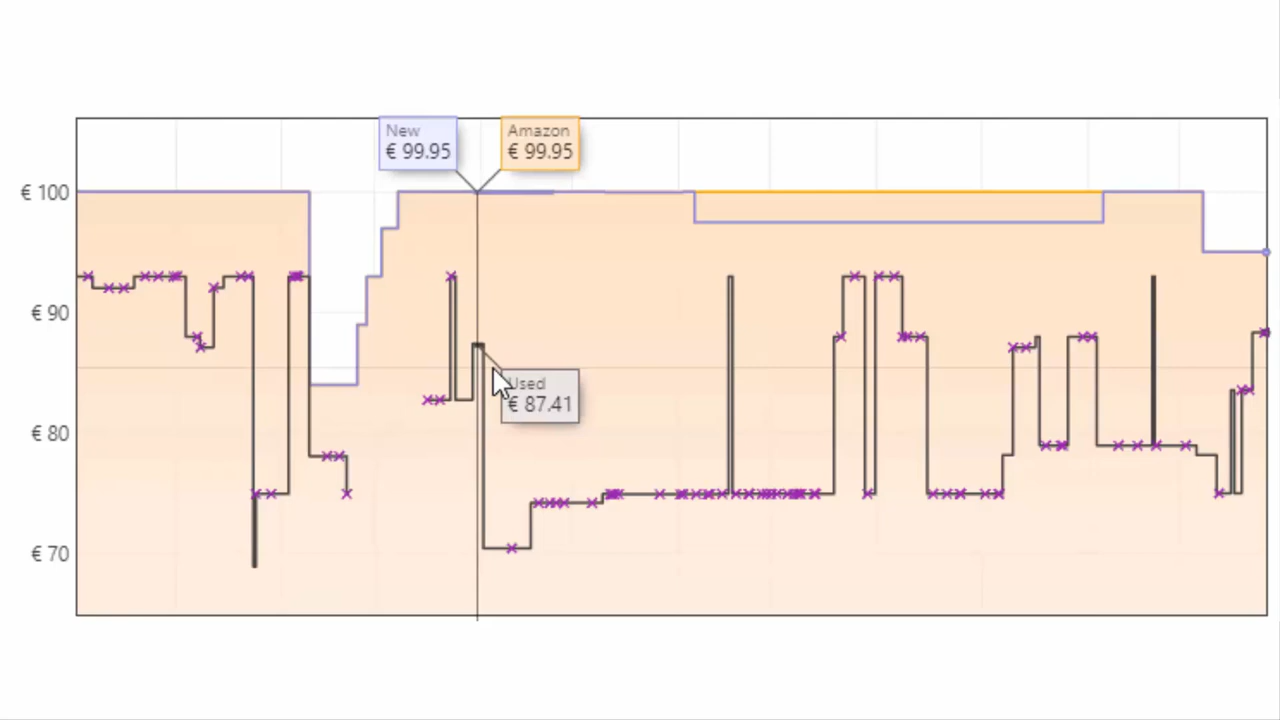 New
€ 99.95
Amazon
€ 99.95
€ 100
€ 90
€ 80
€ 70
Used
€ 87.41